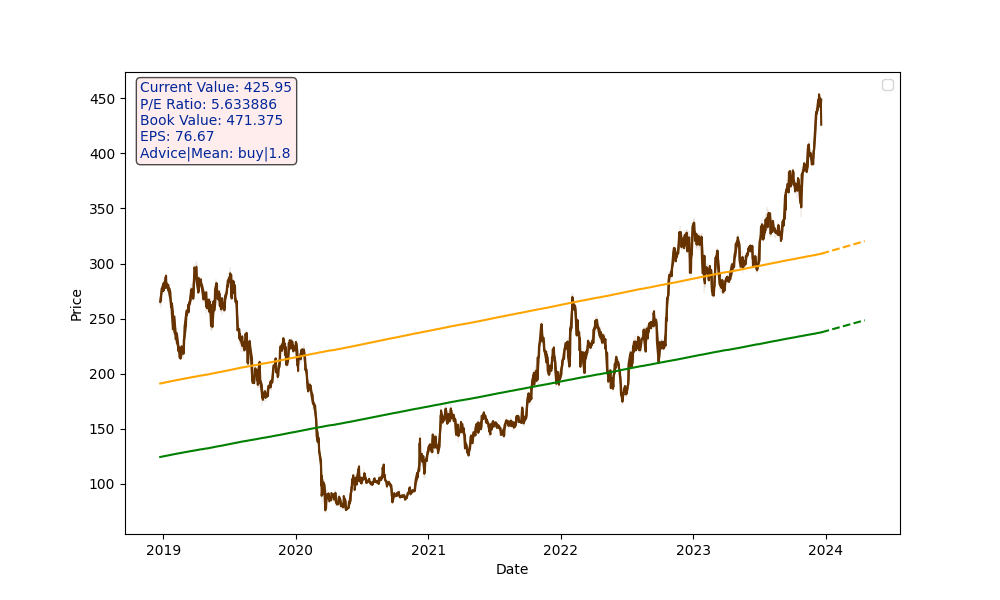 Current Value: 425.95
P/E Ratio: 5.633886
Book Value: 471.375
EPS: 76.67
Advice|Mean: buy|1.8
450
400
350
300
250
200
150
100
Price
2019 2020 2021 2022 2023 2024
Date